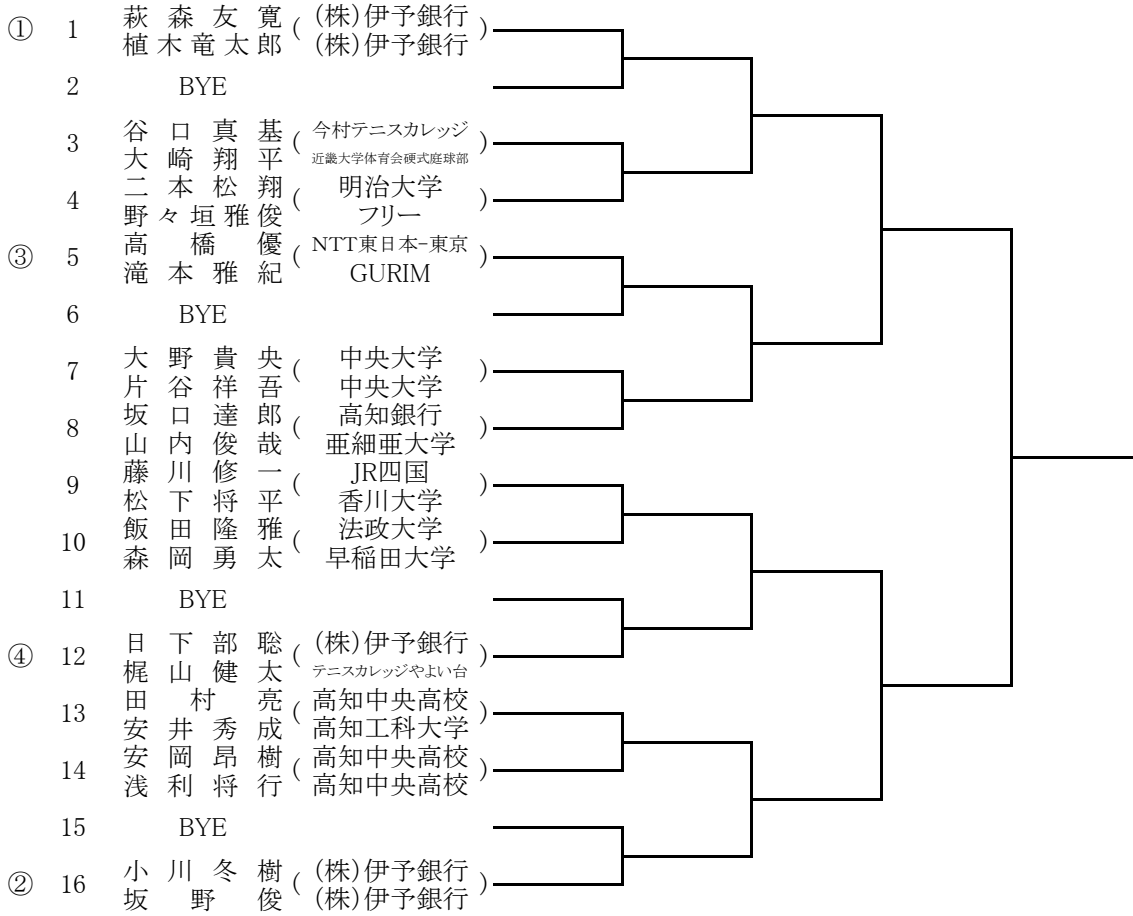 ① 1 萩森友寛 ( (株)伊予銀行 )
植木竜太郎 (株)伊予銀行
2 BYE
3 谷口真基 ( 今村テニスカレッジ )
大崎翔平 近畿大学体育会硬式庭球部
4 二本松翔 ( 明治大学 )
野々垣雅俊 フリー
③ 5 高橋優 ( NTT東日本-東京 )
滝本雅紀 GURIM
6 BYE
7 大野貴央 ( 中央大学 )
片谷祥吾 中央大学
8 坂口達郎 ( 高知銀行 )
山内俊哉 亜細亜大学
9 藤川修一 ( JR四国 )
松下将平 香川大学
10 飯田隆雅 ( 法政大学 )
森岡勇太 早稲田大学
11 BYE
④ 12 日下部聡 ( (株)伊予銀行 )
梶山健太 テニスカレッジやよい台
13 田村亮 ( 高知中央高校 )
安井秀成 高知工科大学
14 安岡昂樹 ( 高知中央高校 )
浅利将行 高知中央高校
15 BYE
② 16 小川冬樹 ( (株)伊予銀行 )
坂野俊 (株)伊予銀行